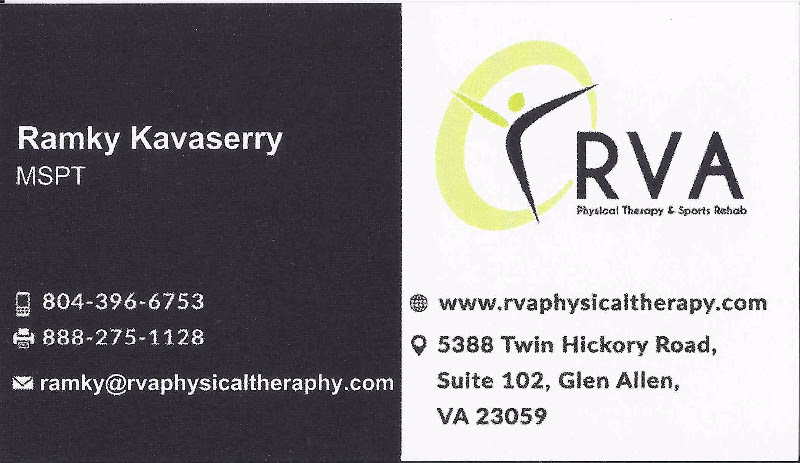 Ramky Kavaserry
MSPT
804-396-6753
888-275-1128
ramky@rvaphysicaltheraphy.com
RVA
Physical Therapy & Sports Rehab
www.rvaphysicaltherapy.com
5388 Twin Hickory Road,
Suite 102, Glen Allen,
VA 23059